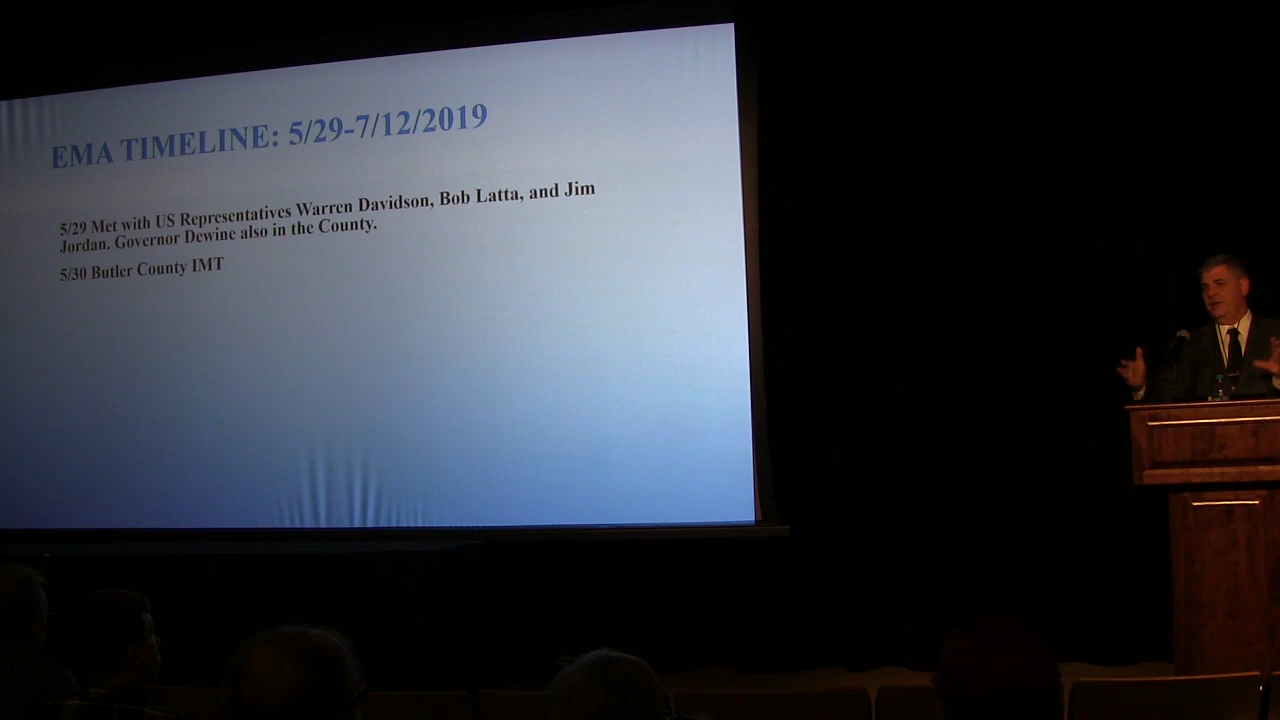 EMA TIMELINE: 5/29-7/12/2019
5/29 Met with US Representatives Warren Davidson, Bob Latta, and Jim
Jordan. Governor Dewine also in the County.
5/30 Butler County IMT